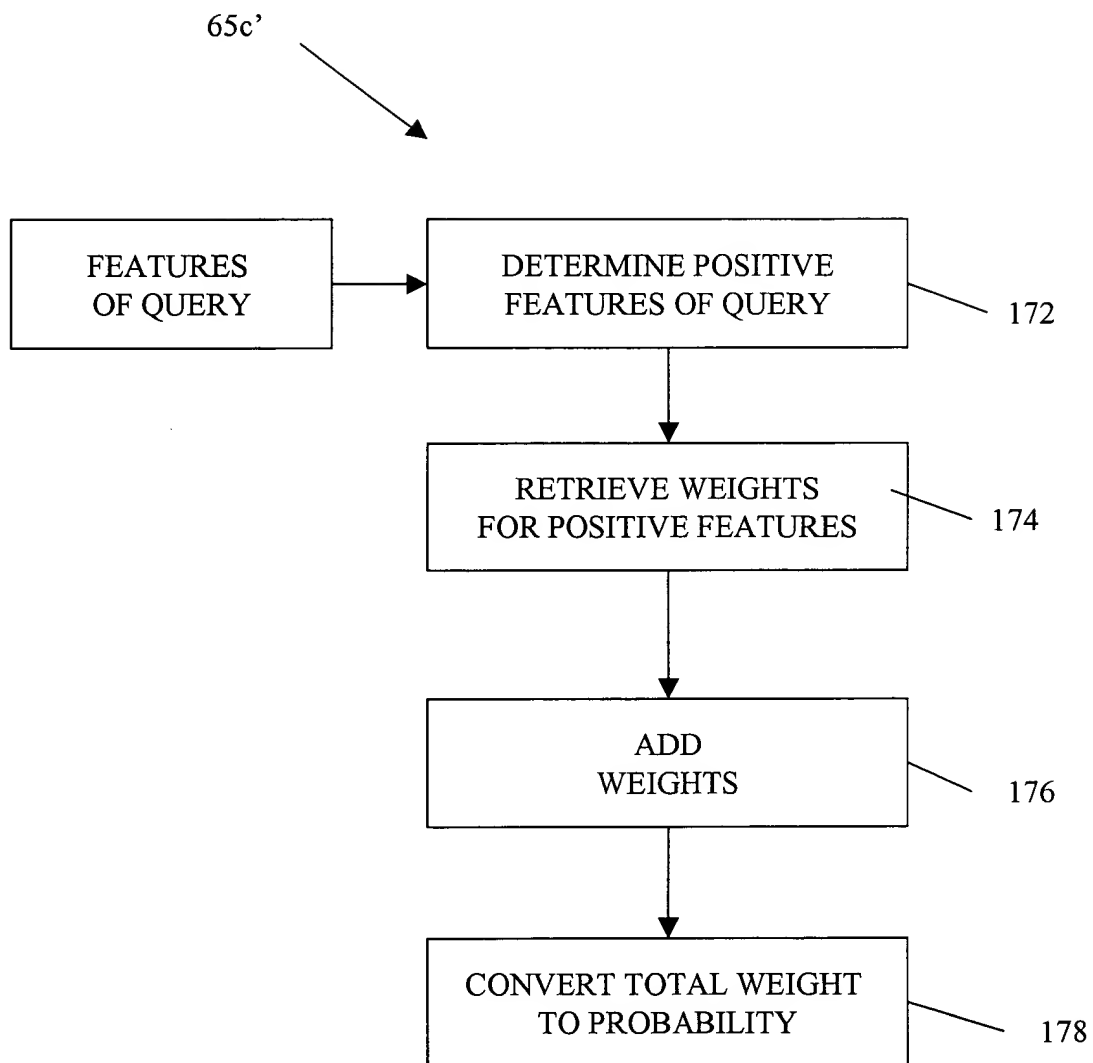 65c'
FEATURES
OF QUERY
DETERMINE POSITIVE
FEATURES OF QUERY
172
RETRIEVE WEIGHTS
FOR POSITIVE FEATURES
174
ADD
WEIGHTS
176
CONVERT TOTAL WEIGHT
TO PROBABILITY
178